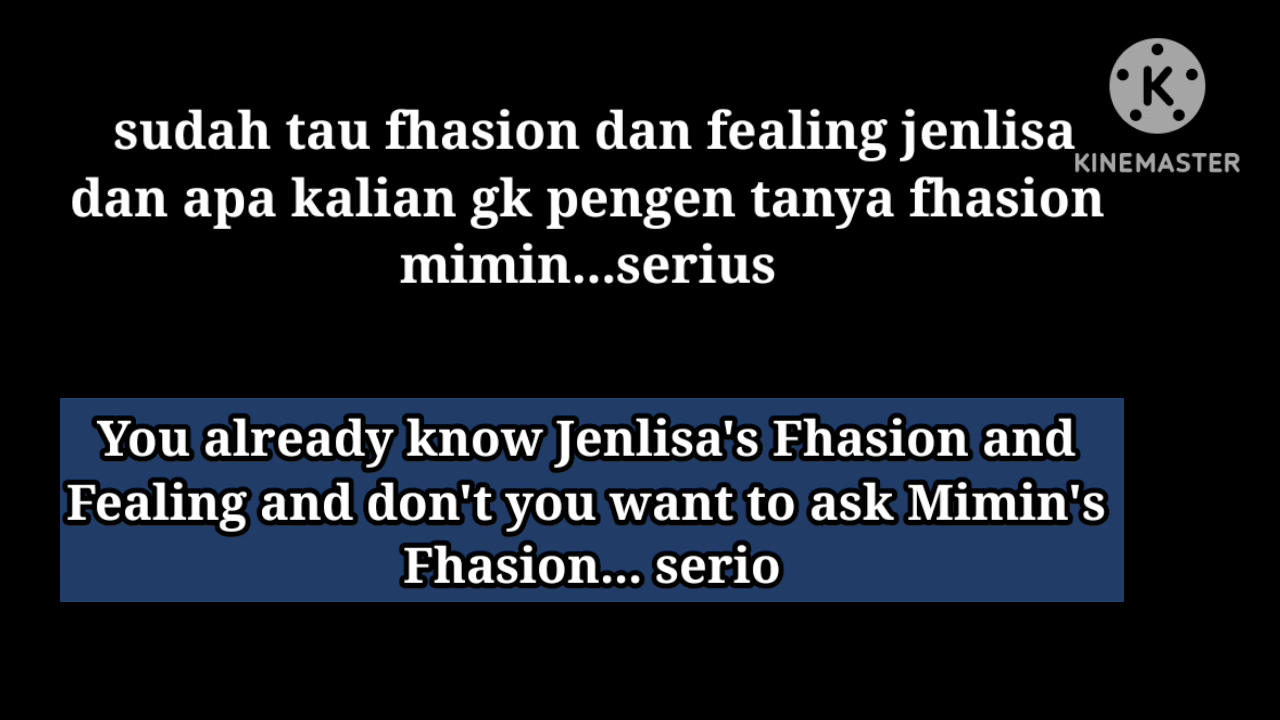 sudah tau fhasion dan fealing jenlisa
dan apa kalian gk pengen tanya fhasion
mimin...serius
K
KINEMASTER
You already know Jenlisa's Fhasion and
Fealing and don't you want to ask Mimin's
Fhasion... serio